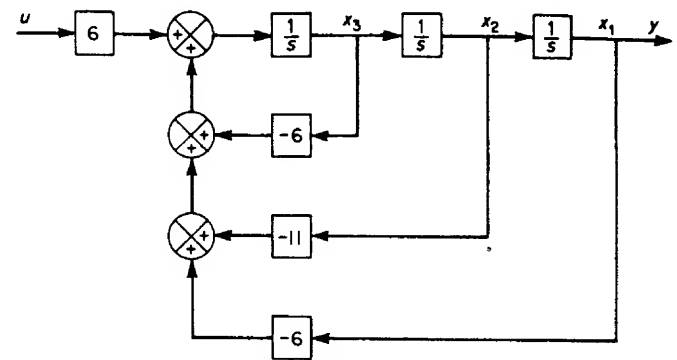 u 6 + + 1/s x₃ 1/s x₂ 1/s x₁ y
+ + -6
+ + -11
-6